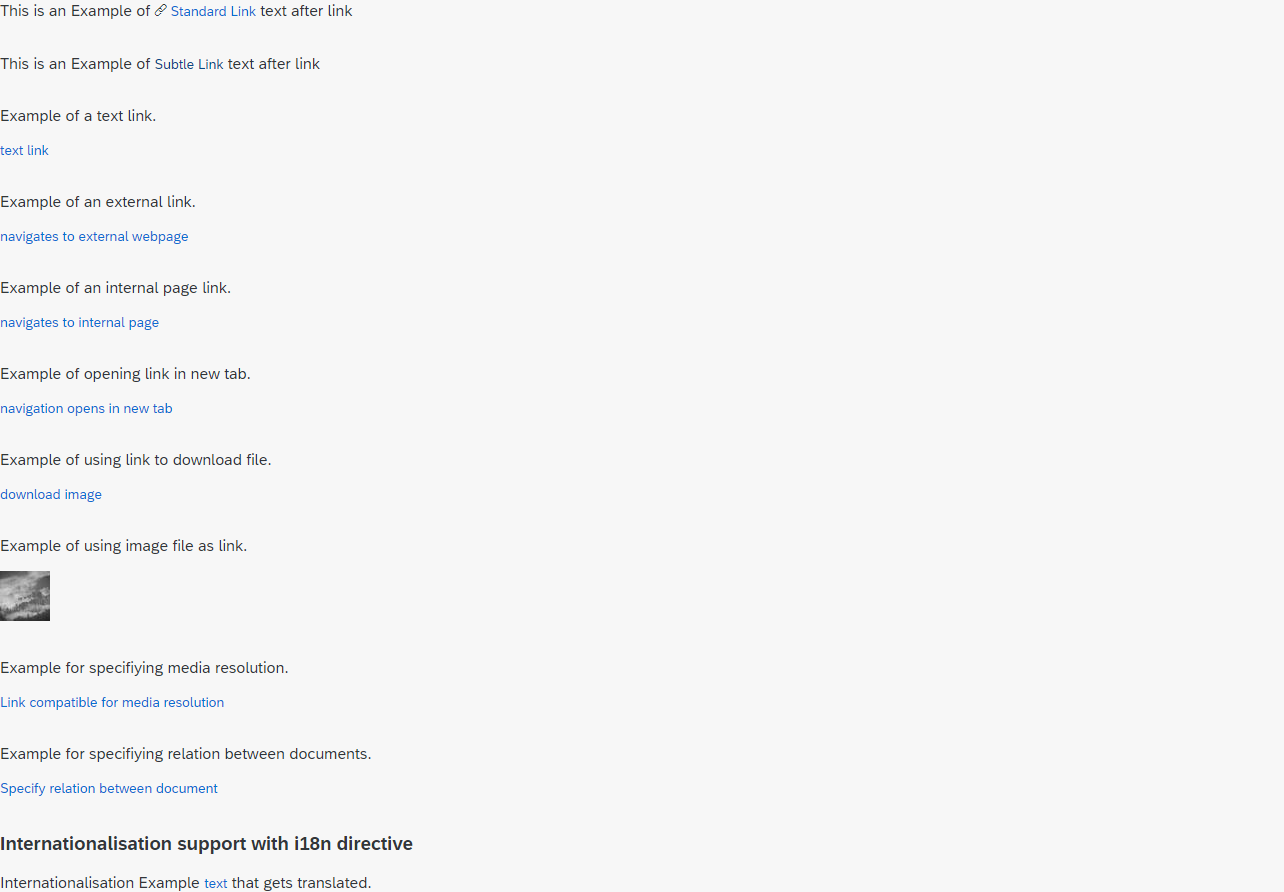 This is an Example of Standard Link text after link
This is an Example of Subtle Link text after link
Example of a text link.
text link
Example of an external link.
navigates to external webpage
Example of an internal page link.
navigates to internal page
Example of opening link in new tab.
navigation opens in new tab
Example of using link to download file.
download image
Example of using image file as link.
Example for specifiying media resolution.
Link compatible for media resolution
Example for specifiying relation between documents.
Specify relation between document
Internationalisation support with i18n directive
Internationalisation Example text that gets translated.